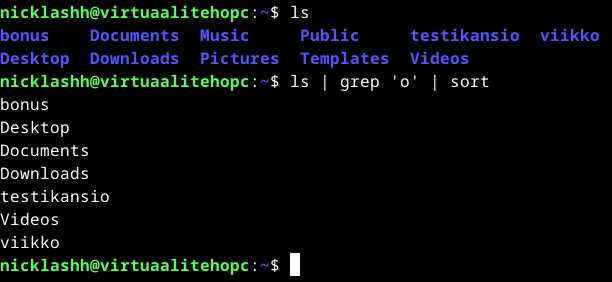 nicklashh@virtuaalitehopc:~$ ls
bonus    Documents  Music     Public     testikansio  viikko
Desktop  Downloads  Pictures  Templates  Videos
nicklashh@virtuaalitehopc:~$ ls | grep 'o' | sort
bonus
Desktop
Documents
Downloads
testikansio
Videos
viikko
nicklashh@virtuaalitehopc:~$